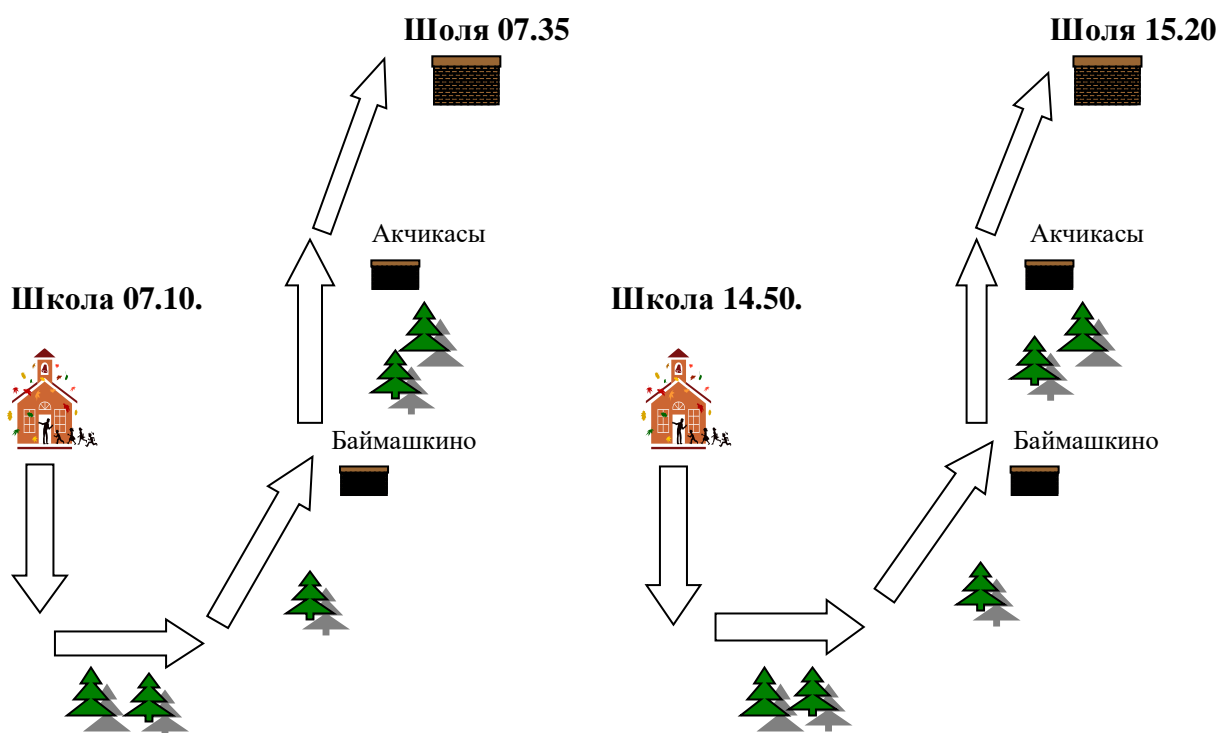 Шоля 07.35
Акчикасы
Школа 07.10.
Баймашкино
Шоля 15.20
Акчикасы
Школа 14.50.
Баймашкино